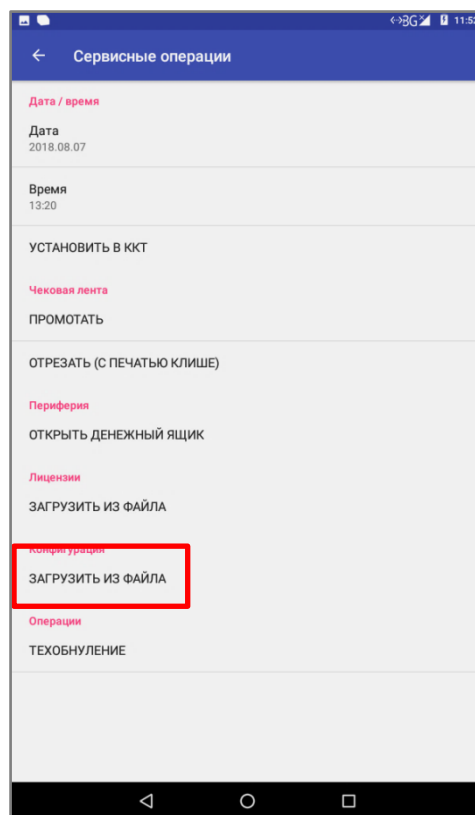 3G 11:52
Сервисные операции
Дата / время
Дата
2018.08.07
Время
13:20
УСТАНОВИТЬ В ККТ
Чековая лента
ПРОМОТАТЬ
ОТРЕЗАТЬ (С ПЕЧАТЬЮ КЛИШЕ)
Периферия
ОТКРЫТЬ ДЕНЕЖНЫЙ ЯЩИК
Лицензии
ЗАГРУЗИТЬ ИЗ ФАЙЛА
Конфигурация
ЗАГРУЗИТЬ ИЗ ФАЙЛА
Операции
ТЕХОБНУЛЕНИЕ